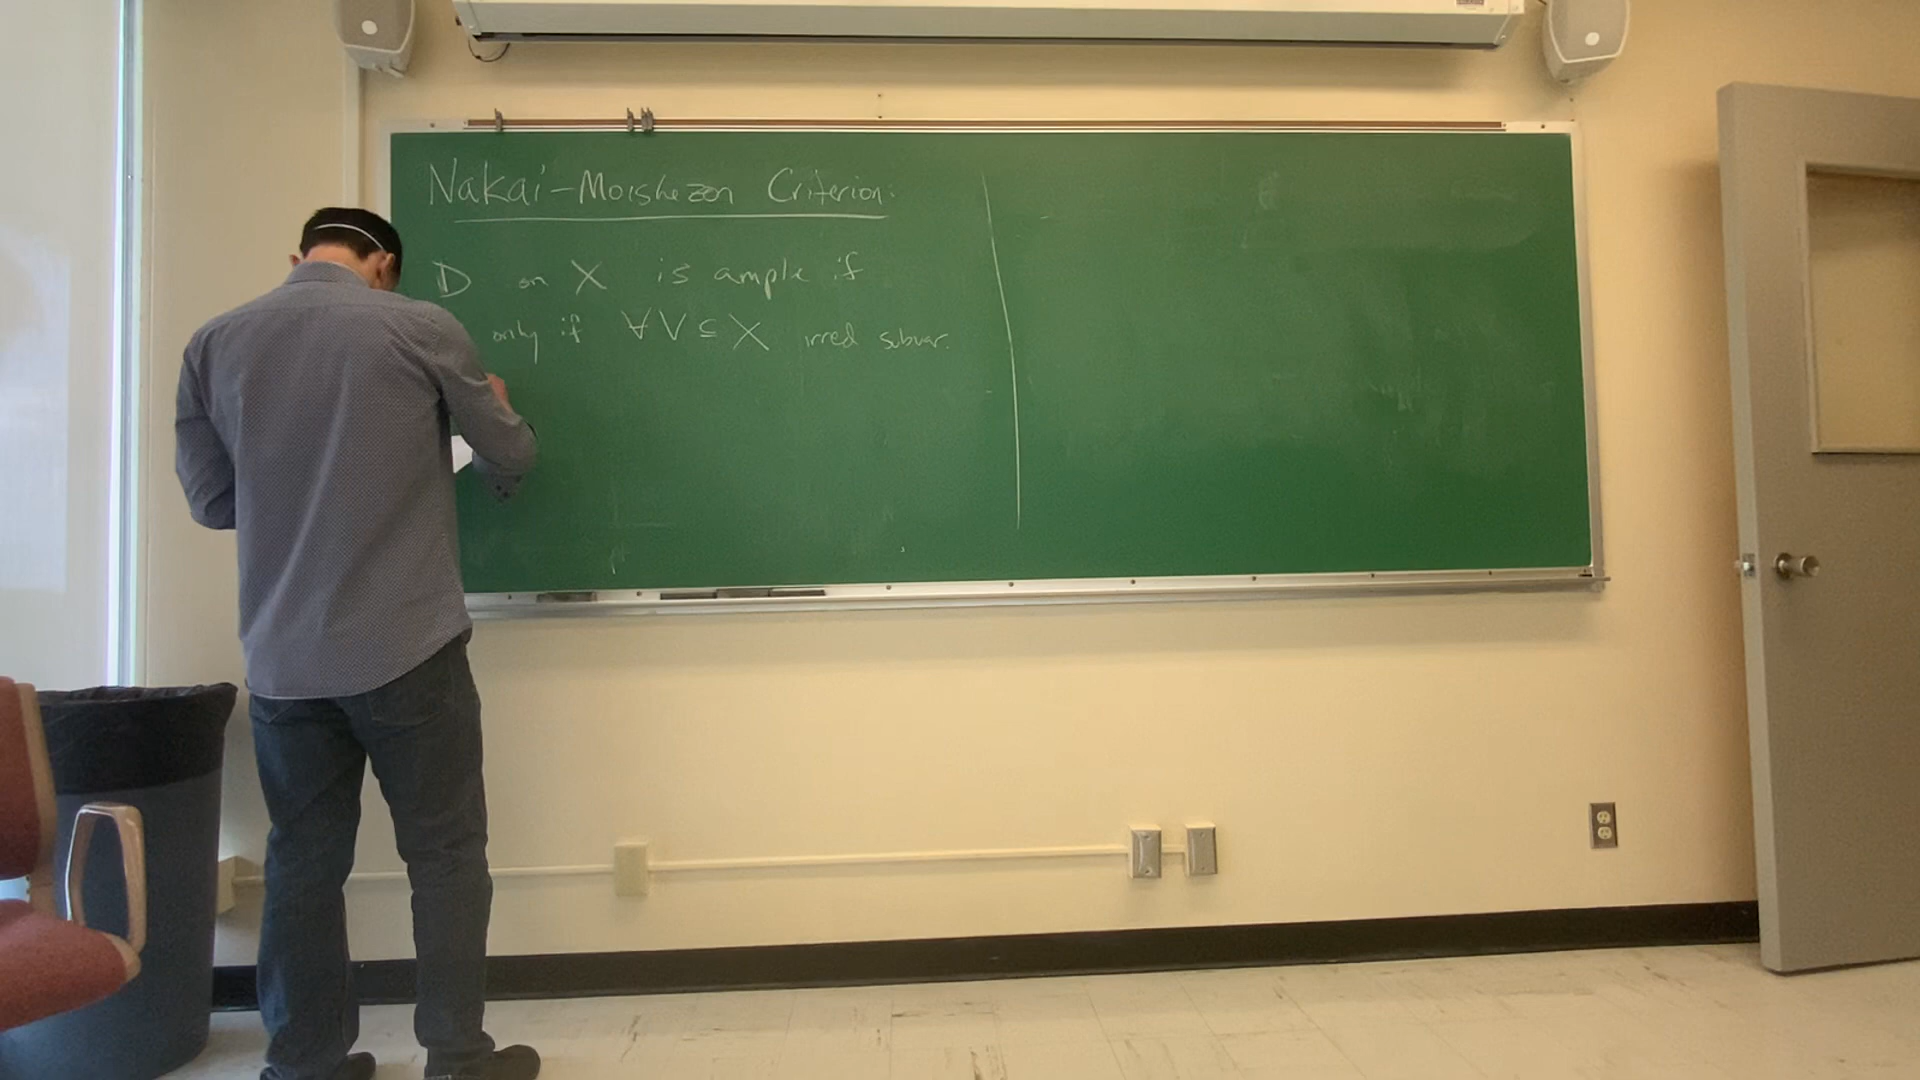 Nakai-Moishezon Criterion:
D on X is ample if
only if ∀V⊆X irred subvar.